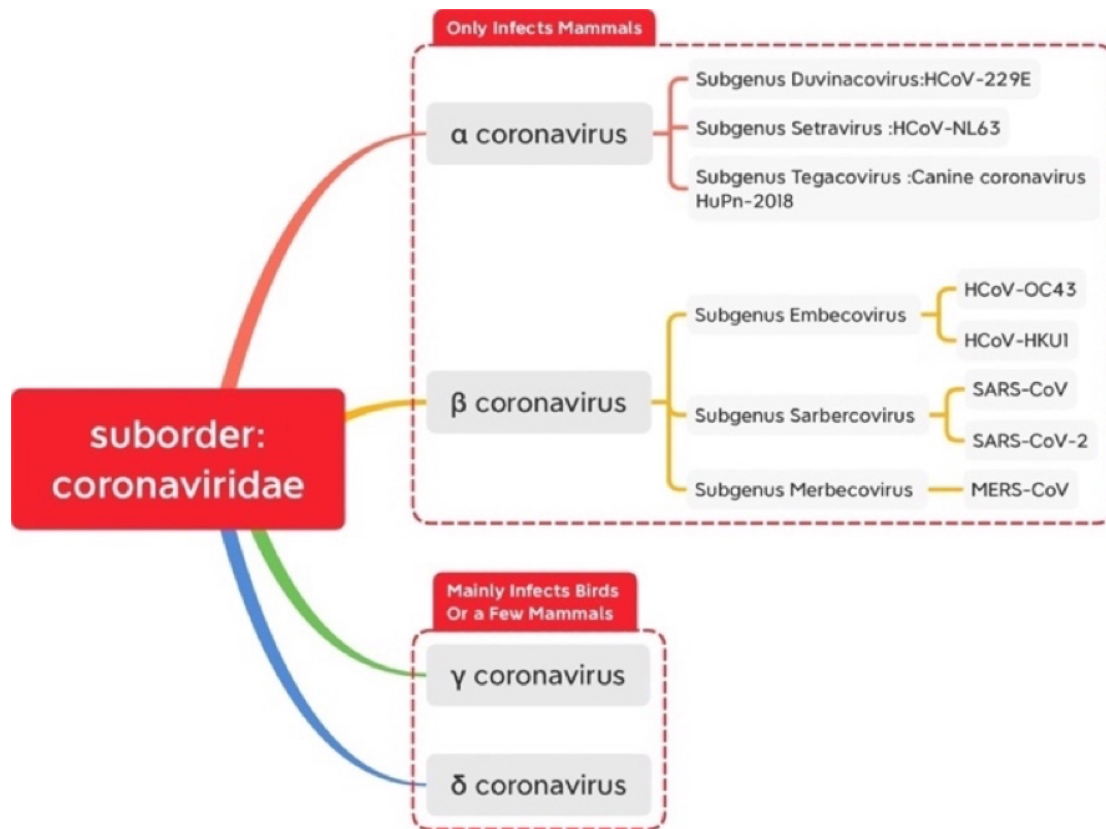 Only Infects Mammals
α coronavirus
Subgenus Duvinacovirus:HCoV-229E
Subgenus Setravirus :HCoV-NL63
Subgenus Tegacovirus :Canine coronavirus
HuPn-2018
β coronavirus
Subgenus Embecovirus
HCoV-OC43
HCoV-HKU1
Subgenus Sarbercovirus
SARS-CoV
SARS-CoV-2
Subgenus Merbecovirus
MERS-CoV
suborder:
coronaviridae
Mainly Infects Birds
Or a Few Mammals
γ coronavirus
δ coronavirus